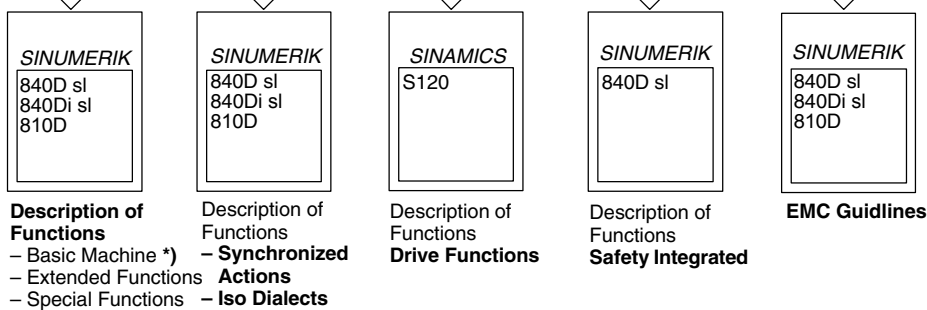 SINUMERIK
840D sl
840Di sl
810D
Description of
Functions
– Basic Machine *)
– Extended Functions
– Special Functions
SINUMERIK
840D sl
840Di sl
810D
Description of
Functions
– Synchronized
Actions
– Iso Dialects
SINAMICS
S120
Description of
Functions
Drive Functions
SINUMERIK
840D sl
Description of
Functions
Safety Integrated
SINUMERIK
840D sl
840Di sl
810D
EMC Guidlines